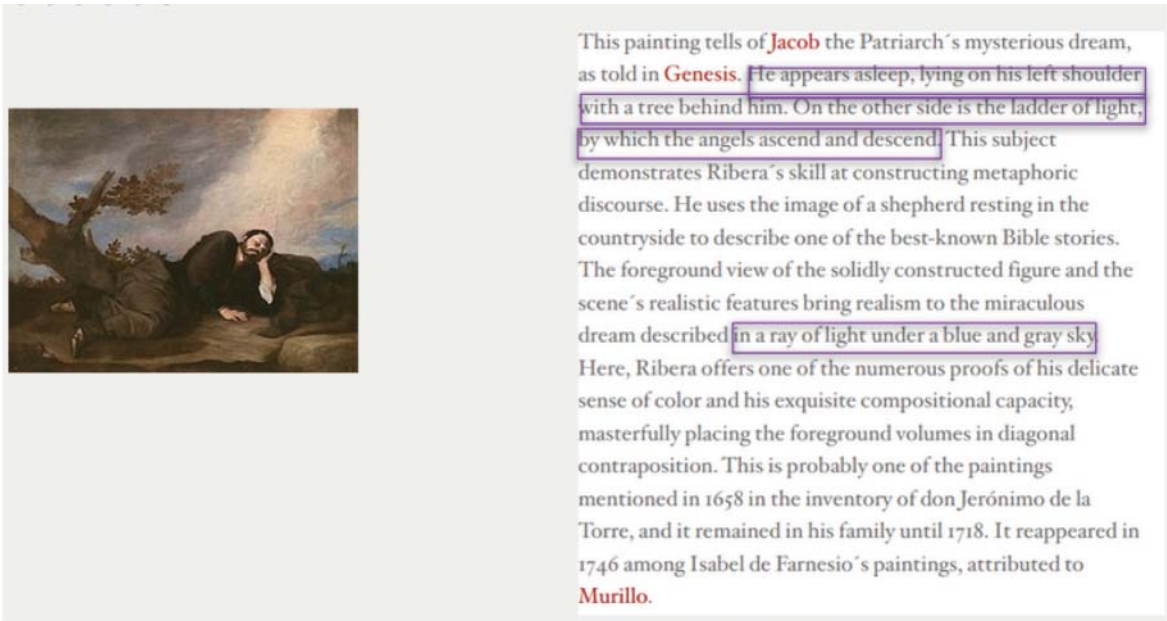 This painting tells of Jacob the Patriarch´s mysterious dream,
as told in Genesis. He appears asleep, lying on his left shoulder
with a tree behind him. On the other side is the ladder of light,
by which the angels ascend and descend. This subject
demonstrates Ribera´s skill at constructing metaphoric
discourse. He uses the image of a shepherd resting in the
countryside to describe one of the best-known Bible stories.
The foreground view of the solidly constructed figure and the
scene´s realistic features bring realism to the miraculous
dream described in a ray of light under a blue and gray sky.
Here, Ribera offers one of the numerous proofs of his delicate
sense of color and his exquisite compositional capacity,
masterfully placing the foreground volumes in diagonal
contraposition. This is probably one of the paintings
mentioned in 1658 in the inventory of don Jerónimo de la
Torre, and it remained in his family until 1718. It reappeared in
1746 among Isabel de Farnesio´s paintings, attributed to
Murillo.